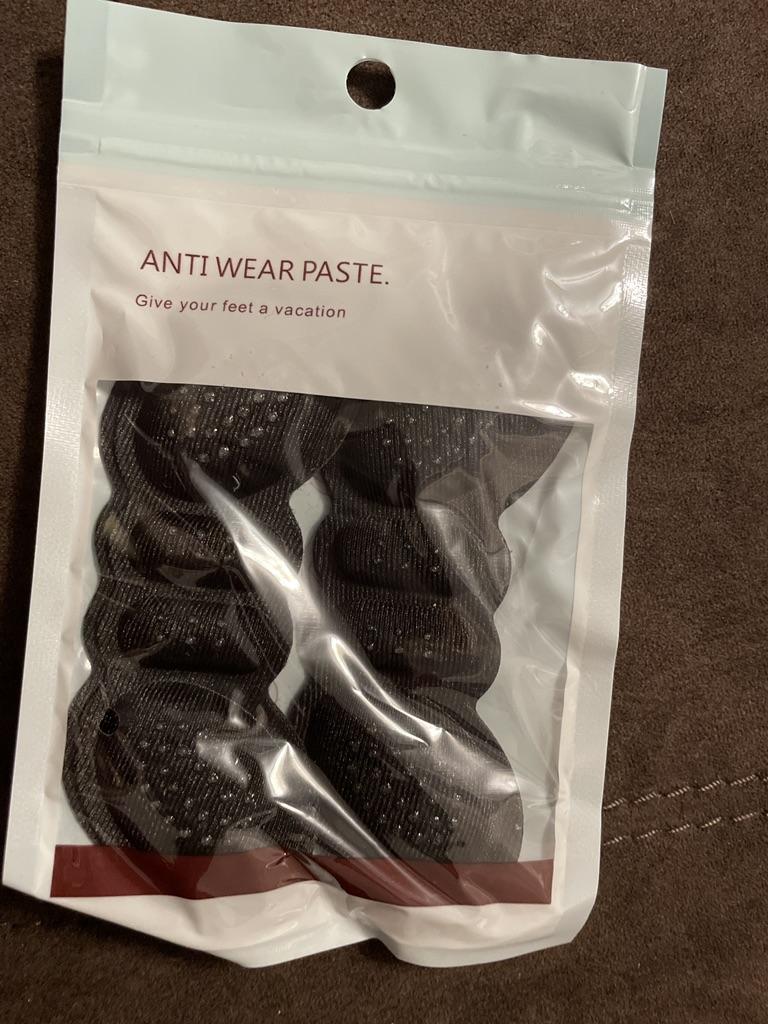 ANTI WEAR PASTE.
Give your feet a vacation